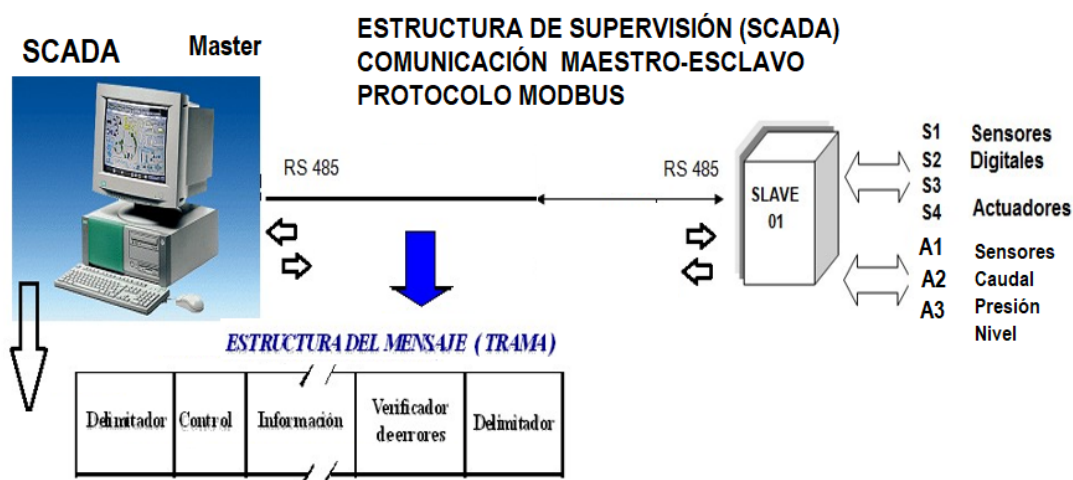 SCADA
Master
ESTRUCTURA DE SUPERVISIÓN (SCADA)
COMUNICACIÓN MAESTRO-ESCLAVO
PROTOCOLO MODBUS
RS 485
RS 485
SLAVE
01
S1
S2
S3
S4
Sensores
Digitales
Actuadores
A1
A2
A3
Sensores
Caudal
Presión
Nivel
ESTRUCTURA DEL MENSAJE ( TRAMA)
Delimitador
Control
Información
Verificador
de errores
Delimitador